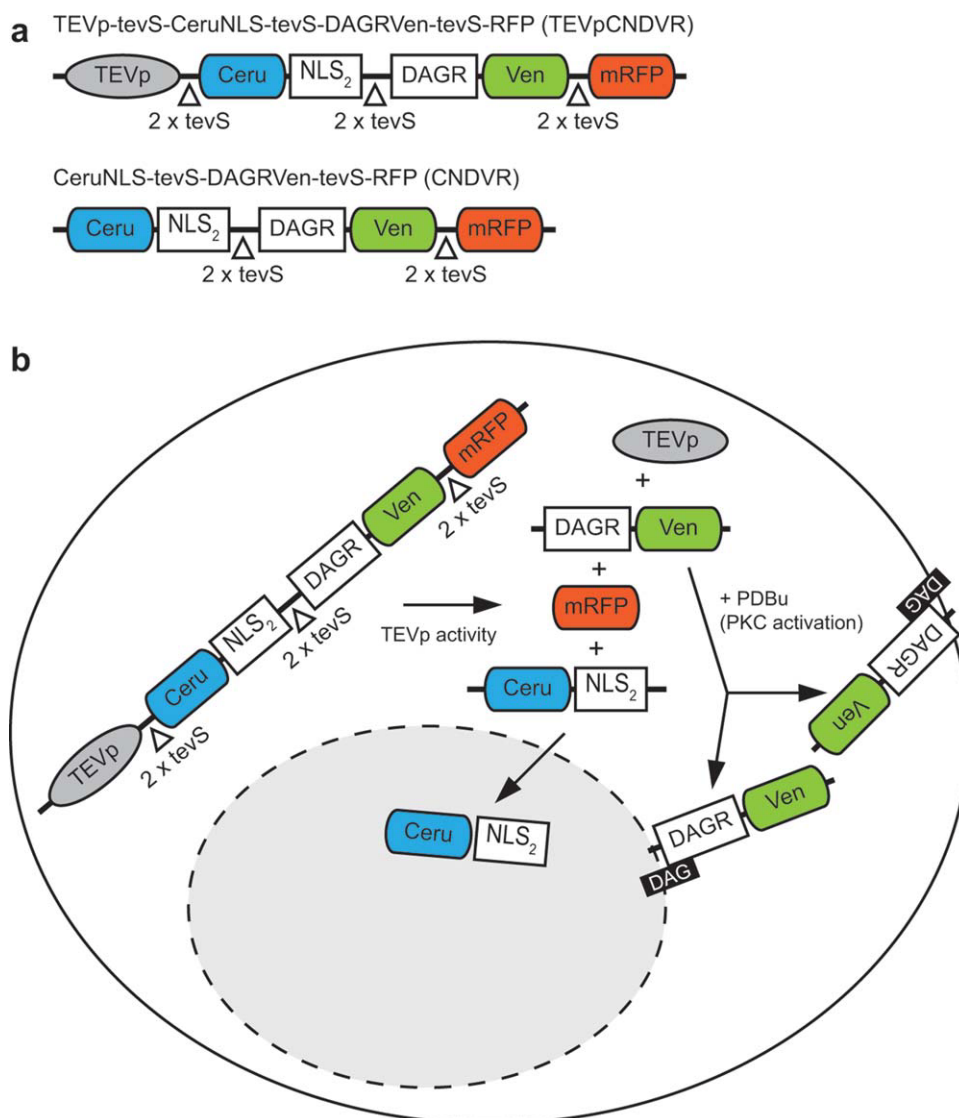 a
TEVp-tevS-CeruNLS-tevS-DAGRVen-tevS-RFP (TEVpCNDVR)
TEVp Ceru NLS2 DAGR Ven mRFP
2 x tevS 2 x tevS 2 x tevS
CeruNLS-tevS-DAGRVen-tevS-RFP (CNDVR)
Ceru NLS2 DAGR Ven mRFP
2 x tevS 2 x tevS
b
TEVp
2 x tevS
Ceru
NLS2
2 x tevS
DAGR
Ven
mRFP
2 x tevS
TEVp activity
TEVp
+
DAGR Ven
+
mRFP
+
Ceru NLS2
+ PDBu
(PKC activation)
DAG
DAGR
Ven
Ceru NLS2
DAGR Ven
DAG